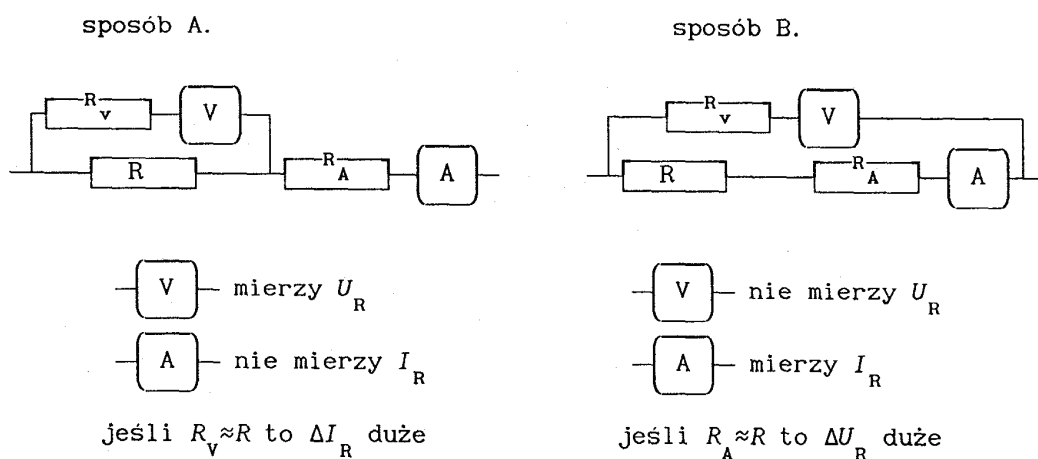 sposób A.
R_v V
R R_A A
V mierzy U_R
A nie mierzy I_R
jeśli R_v≈R to ΔI_R duże
sposób B.
R_v V
R R_A A
V nie mierzy U_R
A mierzy I_R
jeśli R_A≈R to ΔU_R duże